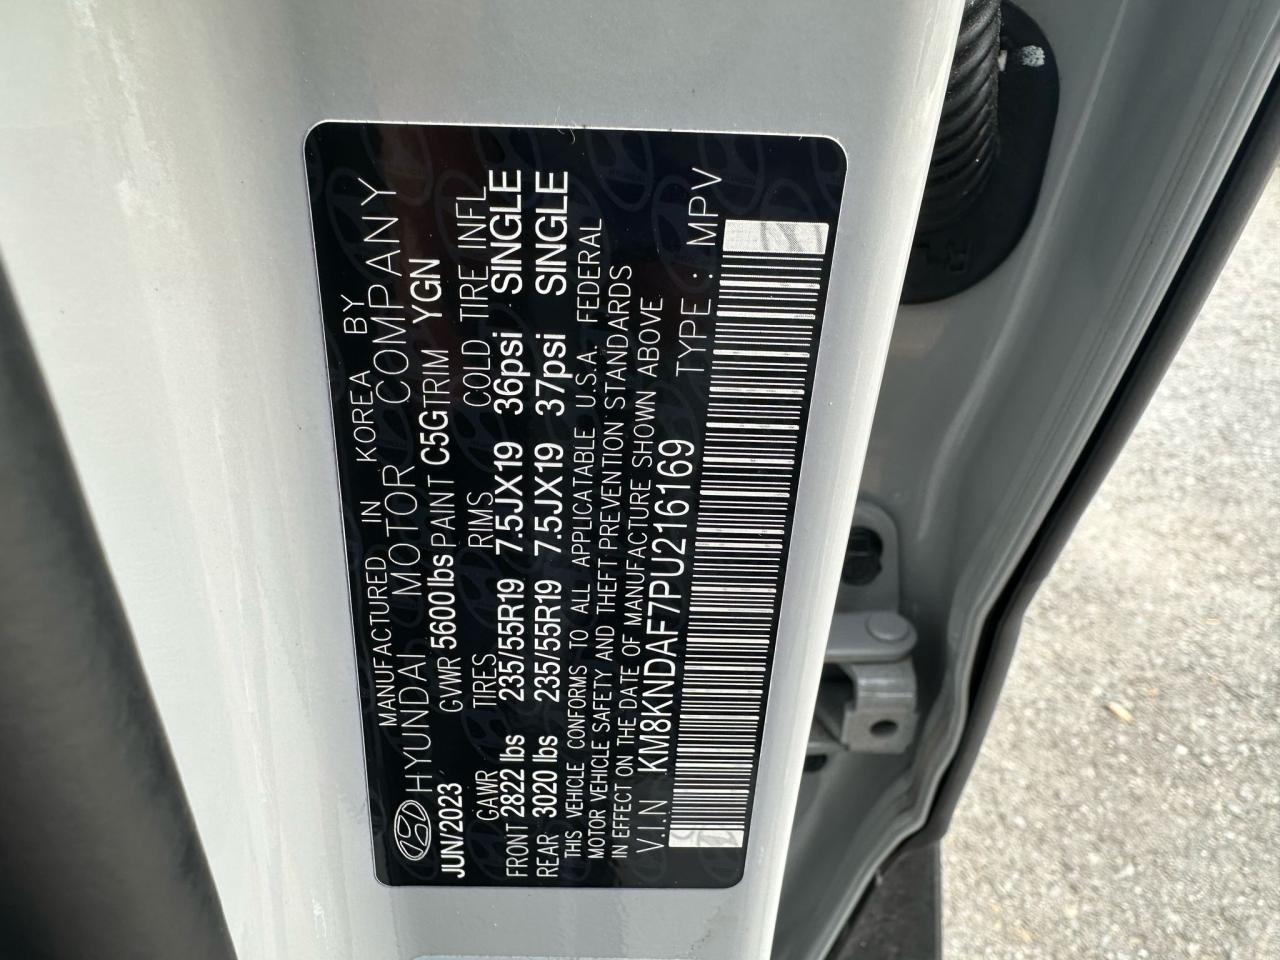 MANUFACTURED IN KOREA BY
HYUNDAI MOTOR COMPANY
JUN/2023 GVWR 5600lbs PAINT C5G TRIM YGN
GAWR TIRES RIMS COLD TIRE INFL
FRONT 2822 lbs 235/55R19 7.5JX19 36psi SINGLE
REAR 3020 lbs 235/55R19 7.5JX19 37psi SINGLE
THIS VEHICLE CONFORMS TO ALL APPLICATABLE U.S.A. FEDERAL
MOTOR VEHICLE SAFETY AND THEFT PREVENTION STANDARDS
IN EFFECT ON THE DATE OF MANUFACTURE SHOWN ABOVE.
V.I.N KM8KNDAF7PU216169 TYPE : MPV